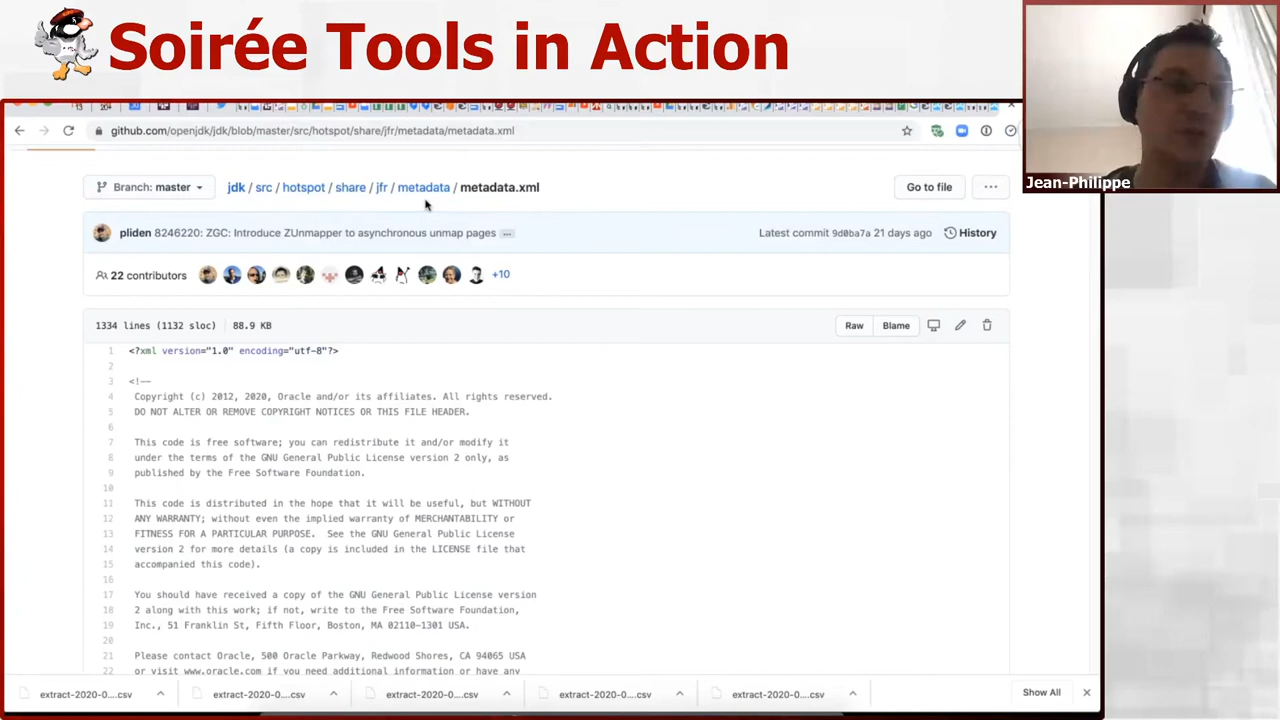 Soirée Tools in Action
Jean-Philippe
github.com/openjdk/jdk/blob/master/src/hotspot/share/jfr/metadata/metadata.xml
Branch: master
jdk / src / hotspot / share / jfr / metadata / metadata.xml
Go to file
pliden 8246220: ZGC: Introduce ZUnmapper to asynchronous unmap pages
Latest commit 9d0ba7a 21 days ago
History
22 contributors
+10
1334 lines (1132 sloc) 88.9 KB
Raw Blame
1 <?xml version="1.0" encoding="utf-8"?>
2
3 <!--
4 Copyright (c) 2012, 2020, Oracle and/or its affiliates. All rights reserved.
5 DO NOT ALTER OR REMOVE COPYRIGHT NOTICES OR THIS FILE HEADER.
6
7 This code is free software; you can redistribute it and/or modify it
8 under the terms of the GNU General Public License version 2 only, as
9 published by the Free Software Foundation.
10
11 This code is distributed in the hope that it will be useful, but WITHOUT
12 ANY WARRANTY; without even the implied warranty of MERCHANTABILITY or
13 FITNESS FOR A PARTICULAR PURPOSE. See the GNU General Public License
14 version 2 for more details (a copy is included in the LICENSE file that
15 accompanied this code).
16
17 You should have received a copy of the GNU General Public License version
18 2 along with this work; if not, write to the Free Software Foundation,
19 Inc., 51 Franklin St, Fifth Floor, Boston, MA 02110-1301 USA.
20
21 Please contact Oracle, 500 Oracle Parkway, Redwood Shores, CA 94065 USA
22 or visit www.oracle.com if you need additional information or have any
extract-2020-0....csv
extract-2020-0....csv
extract-2020-0....csv
extract-2020-0....csv
extract-2020-0....csv
Show All